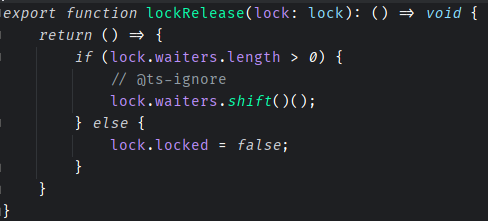 export function lockRelease(lock: lock): () => void {
    return () => {
        if (lock.waiters.length > 0) {
            // @ts-ignore
            lock.waiters.shift()();
        } else {
            lock.locked = false;
        }
    }
}